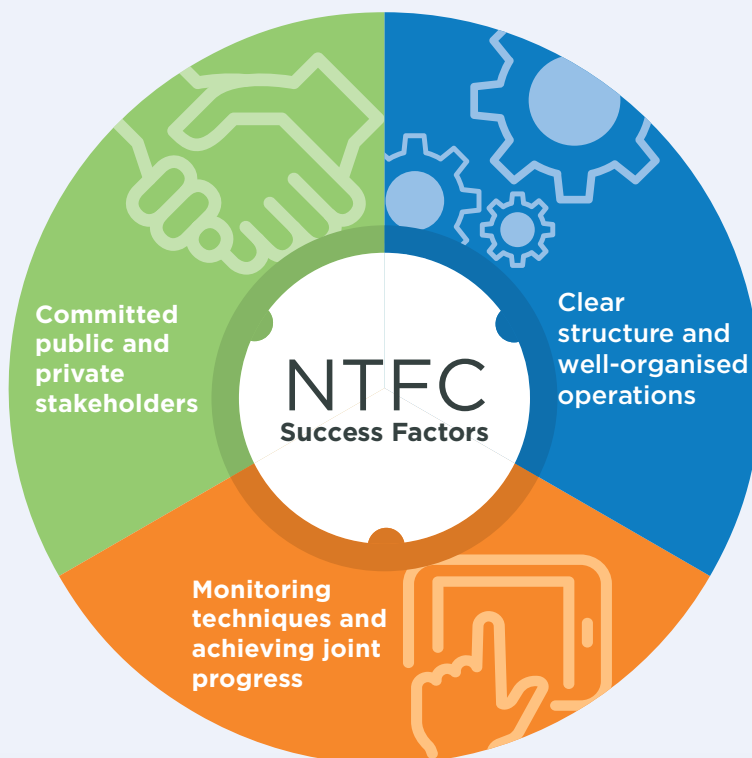 Committed
public and
private
stakeholders
Clear
structure and
well-organised
operations
NTFC
Success Factors
Monitoring
techniques and
achieving joint
progress